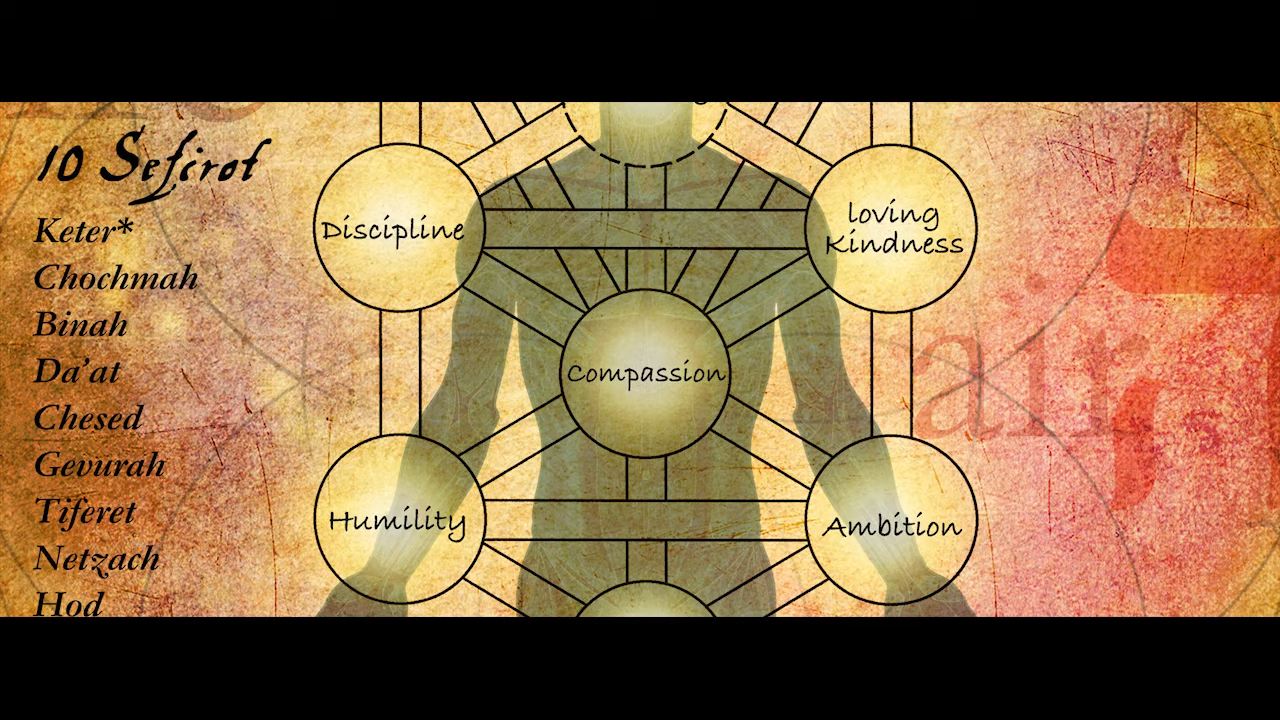 10 Sefirot
Keter*
Chochmah
Binah
Da'at
Chesed
Gevurah
Tiferet
Netzach
Hod
Discipline
loving
Kindness
Compassion
Humility
Ambition